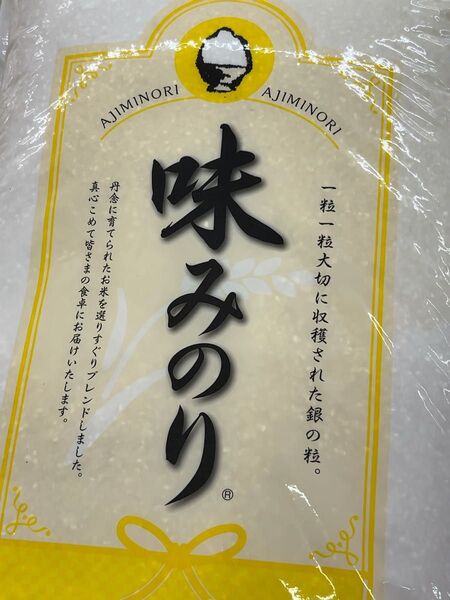 AJIMINORI
AJIMINORI
一粒一粒大切に収穫された銀の粒。
味みのり
®
丹念に育てられたお米を選りすぐりブレンドしました。
真心こめて皆さまの食卓にお届けいたします。